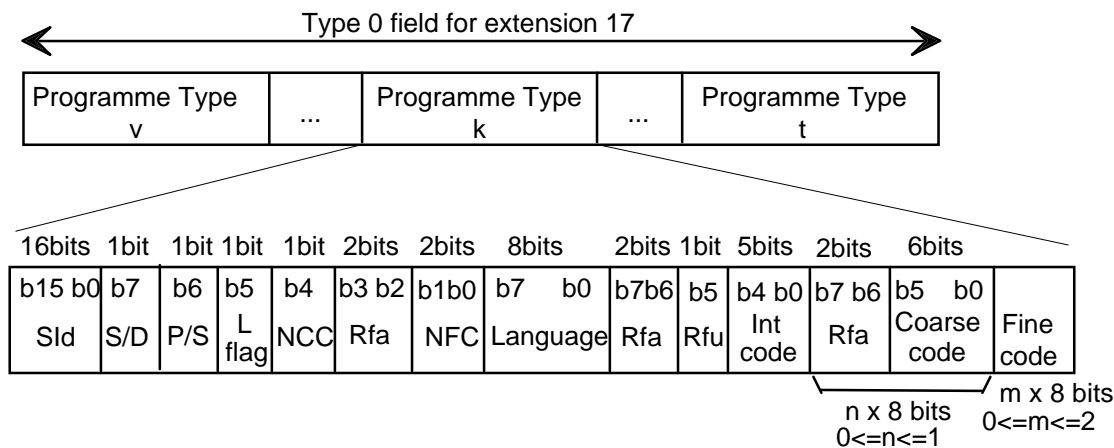 Type 0 field for extension 17
Programme Type ... Programme Type ... Programme Type
v k t
16bits 1bit 1bit 1bit 1bit 2bits 2bits 8bits 2bits 1bit 5bits 2bits 6bits
b15 b0 b7 b6 b5 b4 b3 b2 b1b0 b7 b0 b7b6 b5 b4 b0 b7 b6 b5 b0
SId S/D P/S L flag NCC Rfa NFC Language Rfa Rfu Int code Rfa Coarse code Fine code
n x 8 bits
0<=n<=1
m x 8 bits
0<=m<=2